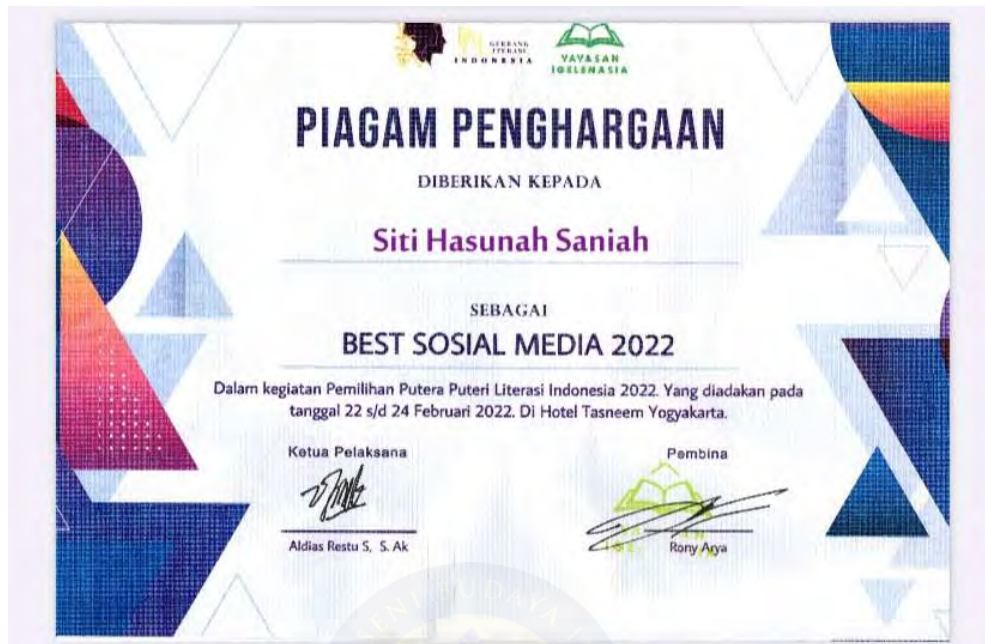 GERBANG
LITERASI
INDONESIA
YAYASAN
IGELENASIA
PIAGAM PENGHARGAAN
DIBERIKAN KEPADA
Siti Hasunah Saniah
SEBAGAI
BEST SOSIAL MEDIA 2022
Dalam kegiatan Pemilihan Putera Puteri Literasi Indonesia 2022. Yang diadakan pada
tanggal 22 s/d 24 Februari 2022. Di Hotel Tasneem Yogyakarta.
Ketua Pelaksana
Pembina
Aldias Restu S, S. Ak
Rony Arya